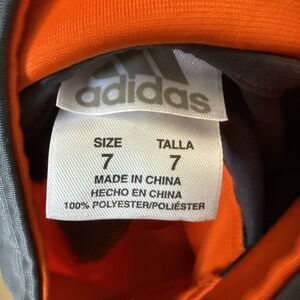 adidas
SIZE TALLA
7 7
MADE IN CHINA
HECHO EN CHINA
100% POLYESTER/POLIÉSTER